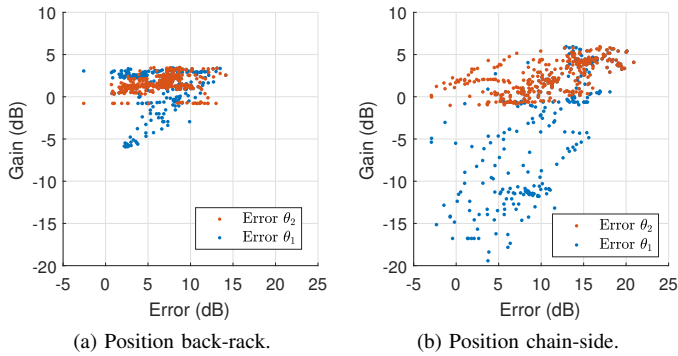 10
5
0
-5
-10
-15
-20
Gain (dB)
-5 0 5 10 15 20 25
Error (dB)
Error θ₂
Error θ₁
(a) Position back-rack.
10
5
0
-5
-10
-15
-20
Gain (dB)
-5 0 5 10 15 20 25
Error (dB)
Error θ₂
Error θ₁
(b) Position chain-side.